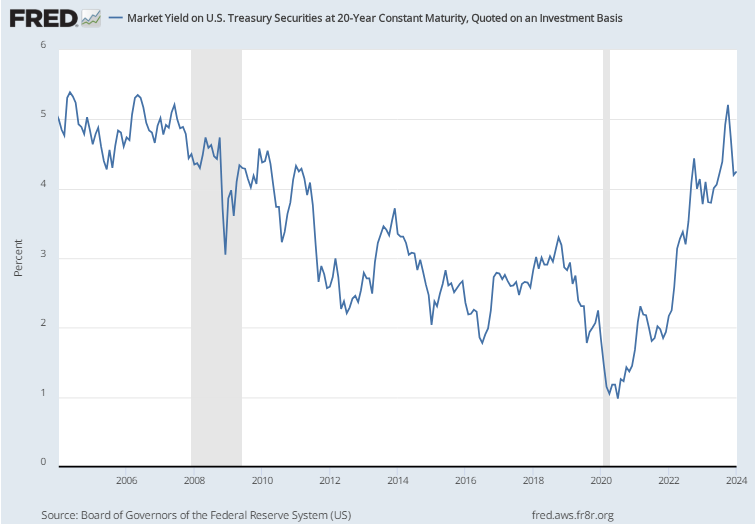 FRED Market Yield on U.S. Treasury Securities at 20-Year Constant Maturity, Quoted on an Investment Basis
6
5
4
3
2
1
0
Percent
2006 2008 2010 2012 2014 2016 2018 2020 2022 2024
Source: Board of Governors of the Federal Reserve System (US) fred.aws.fr8r.org